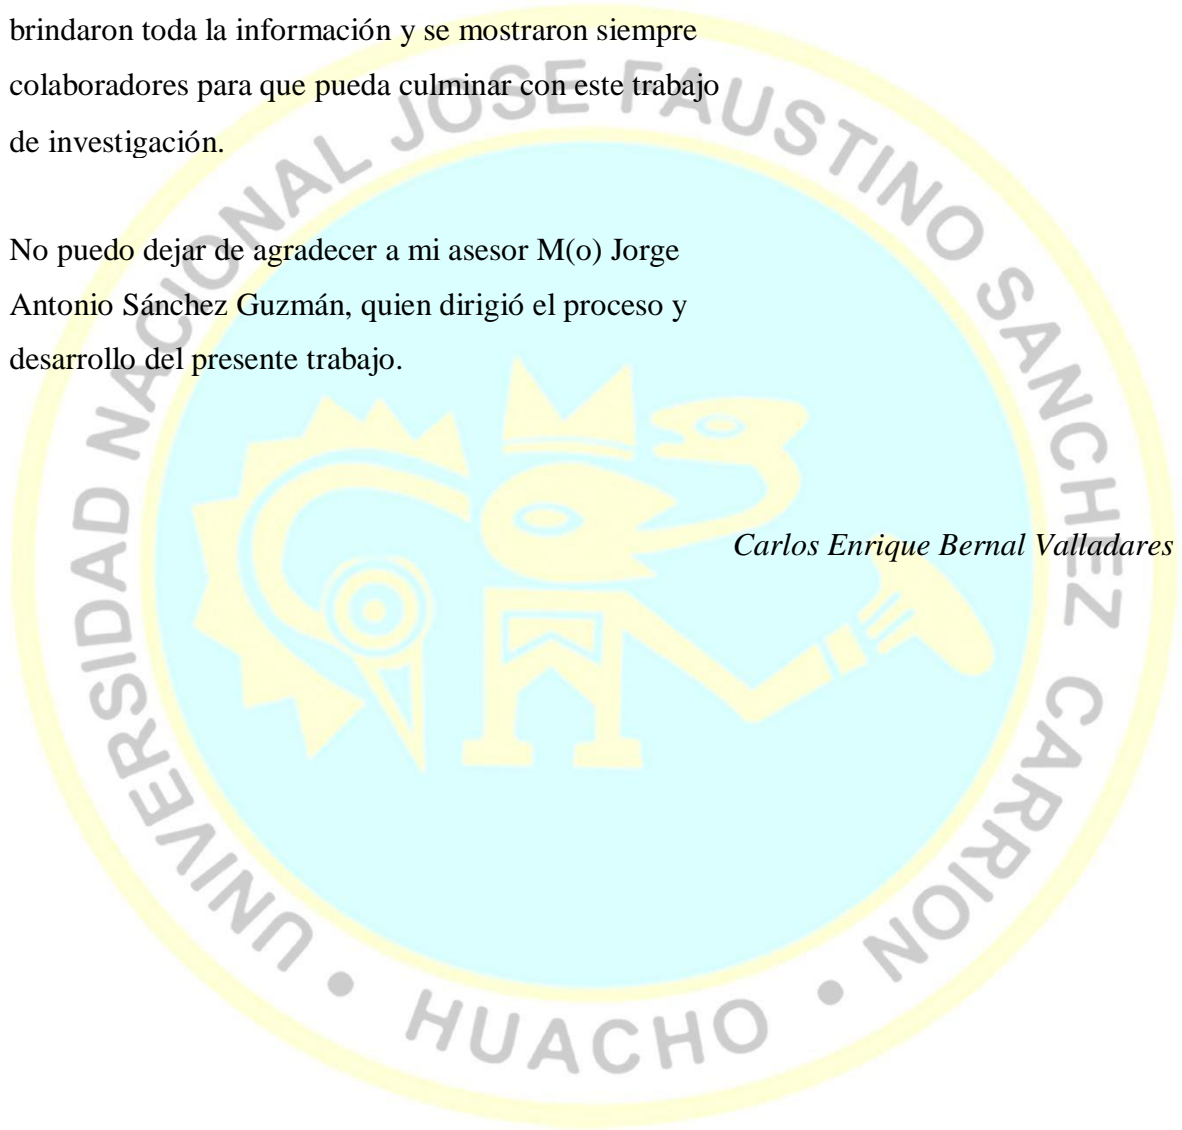 brindaron toda la información y se mostraron siempre
colaboradores para que pueda culminar con este trabajo
de investigación.
No puedo dejar de agradecer a mi asesor M(o) Jorge
Antonio Sánchez Guzmán, quien dirigió el proceso y
desarrollo del presente trabajo.
Carlos Enrique Bernal Valladares
UNIVERSIDAD NACIONAL JOSE FAUSTINO SANCHEZ CARRION
• HUACHO •